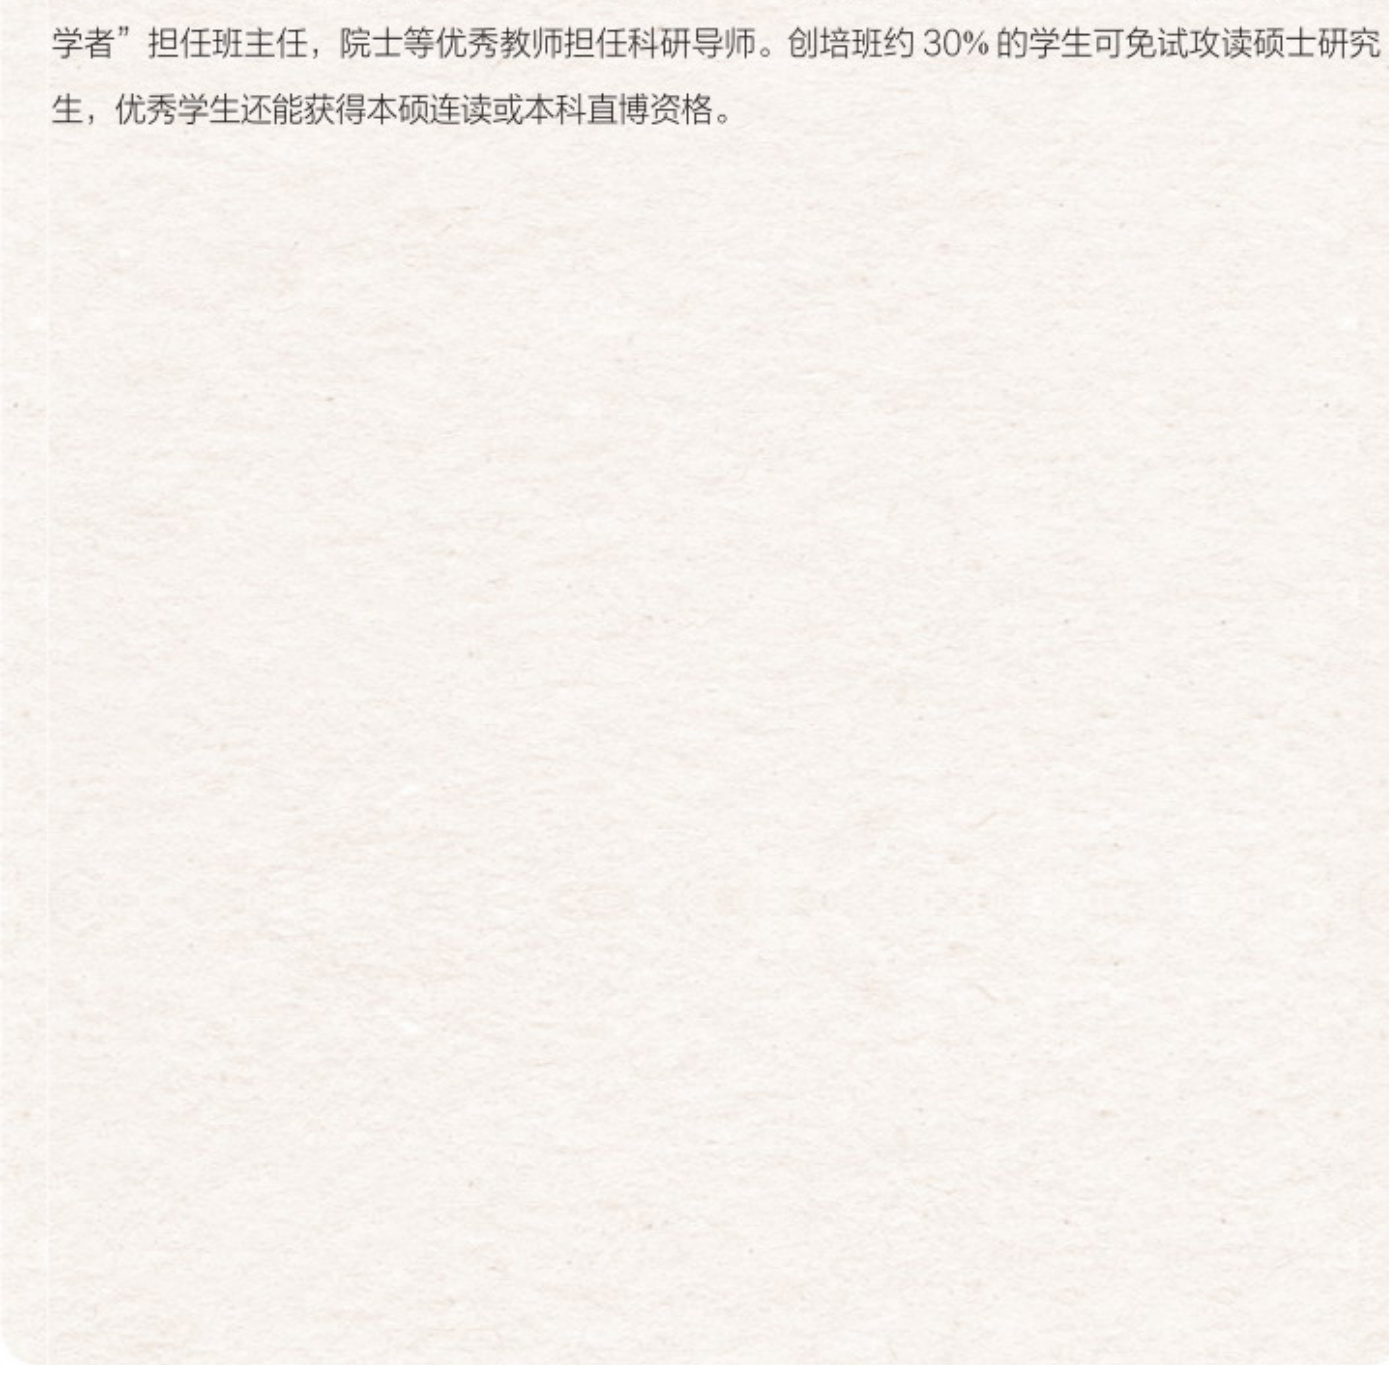 学者”担任班主任，院士等优秀教师担任科研导师。创培班约 30% 的学生可免试攻读硕士研究
生，优秀学生还能获得本硕连读或本科直博资格。